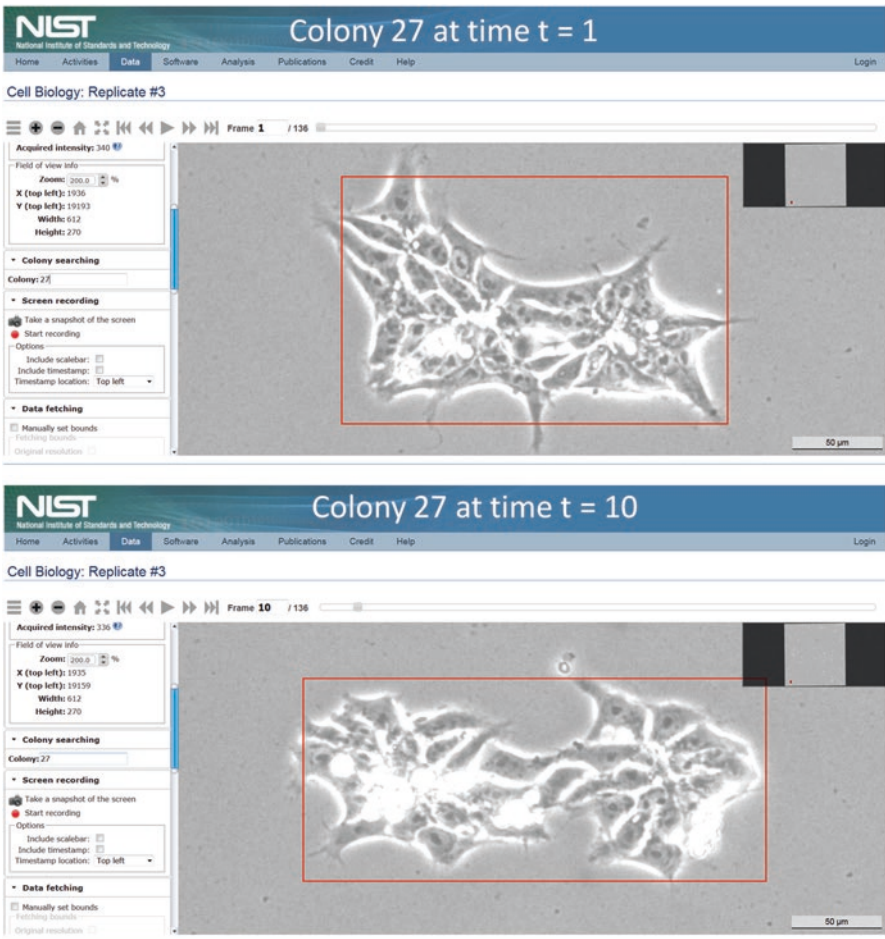 NIST
National Institute of Standards and Technology
Colony 27 at time t = 1
Home Activities Data Software Analysis Publications Credit Help Login
Cell Biology: Replicate #3
Frame 1 / 136
Acquired intensity: 340
Field of view info
Zoom: 200.0 %
X (top left): 1936
Y (top left): 19193
Width: 612
Height: 270
Colony searching
Colony: 27
Screen recording
Take a snapshot of the screen
Start recording
Options
Include scalebar:
Include timestamp:
Timestamp location: Top left
Data fetching
Manually set bounds
Fetching bounds
Original resolution
50 µm
NIST
National Institute of Standards and Technology
Colony 27 at time t = 10
Home Activities Data Software Analysis Publications Credit Help Login
Cell Biology: Replicate #3
Frame 10 / 136
Acquired intensity: 336
Field of view info
Zoom: 200.0 %
X (top left): 1935
Y (top left): 19159
Width: 612
Height: 270
Colony searching
Colony: 27
Screen recording
Take a snapshot of the screen
Start recording
Options
Include scalebar:
Include timestamp:
Timestamp location: Top left
Data fetching
Manually set bounds
Fetching bounds
Original resolution
50 µm